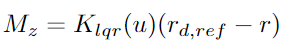 M_z = K_{lqr}(u)(r_{d,ref} - r)